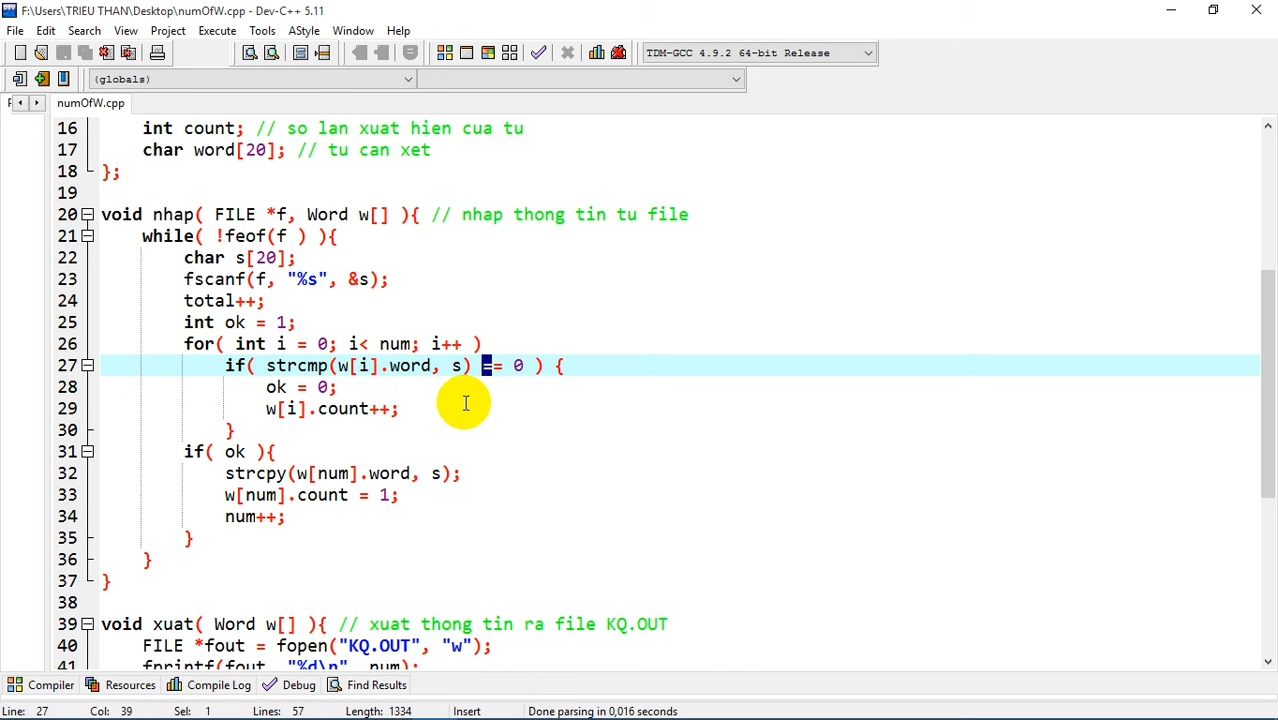 F:\Users\TRIEU THAN\Desktop\numOfW.cpp - Dev-C++ 5.11
File Edit Search View Project Execute Tools AStyle Window Help
TDM-GCC 4.9.2 64-bit Release
(globals)
numOfW.cpp
16 int count; // so lan xuat hien cua tu
17 char word[20]; // tu can xet
18 };
19
20 void nhap( FILE *f, Word w[] ){ // nhap thong tin tu file
21 while( !feof(f ) ){
22 char s[20];
23 fscanf(f, "%s", &s);
24 total++;
25 int ok = 1;
26 for( int i = 0; i< num; i++ )
27 if( strcmp(w[i].word, s) == 0 ) {
28 ok = 0;
29 w[i].count++;
30 }
31 if( ok ){
32 strcpy(w[num].word, s);
33 w[num].count = 1;
34 num++;
35 }
36 }
37 }
38
39 void xuat( Word w[] ){ // xuat thong tin ra file KQ.OUT
40 FILE *fout = fopen("KQ.OUT", "w");
41 fprintf(fout, "%d\n", num);
Compiler Resources Compile Log Debug Find Results
Line: 27 Col: 39 Sel: 1 Lines: 57 Length: 1334 Insert Done parsing in 0,016 seconds